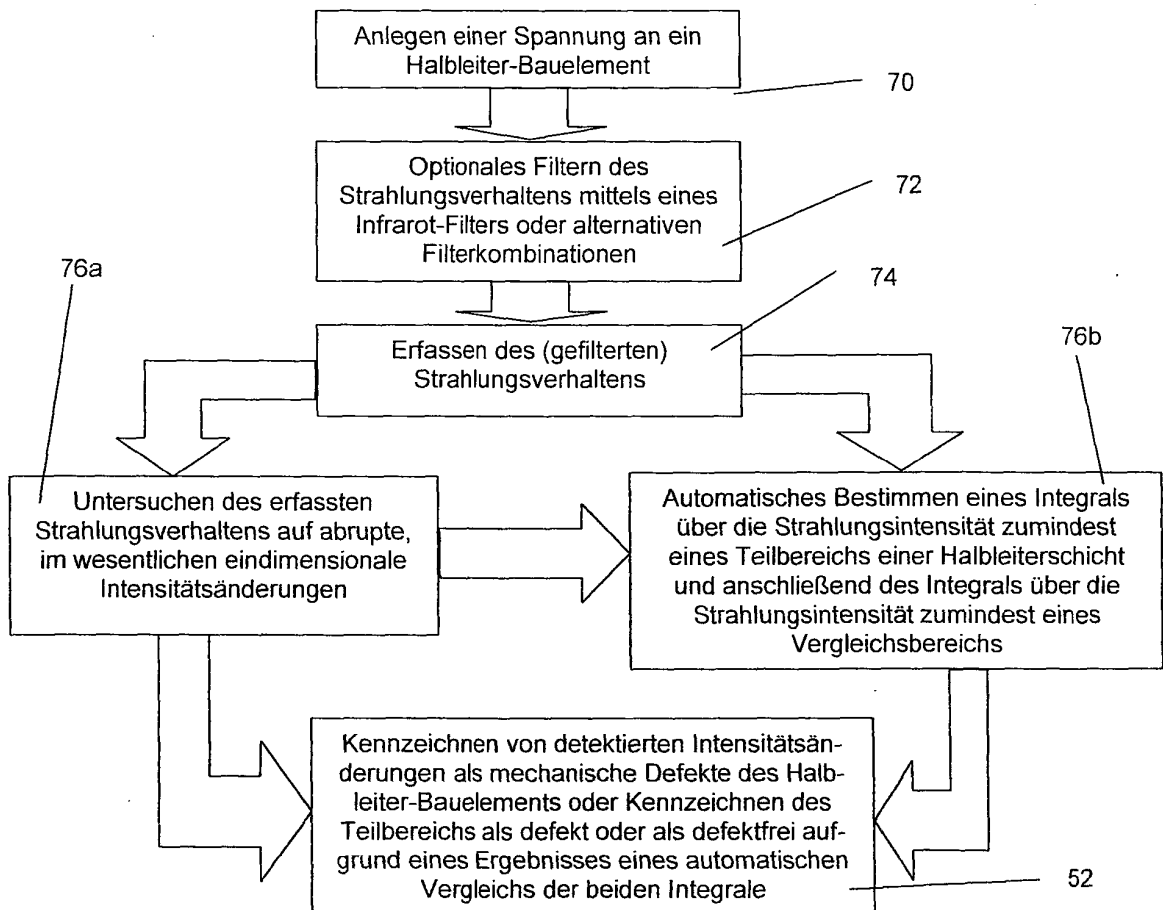 Anlegen einer Spannung an ein
Halbleiter-Bauelement
70
Optionales Filtern des
Strahlungsverhaltens mittels eines
Infrarot-Filters oder alternativen
Filterkombinationen
72
76a
74
Erfassen des (gefilterten)
Strahlungsverhaltens
76b
Untersuchen des erfassten
Strahlungsverhaltens auf abrupte,
im wesentlichen eindimensionale
Intensitätsänderungen
Automatisches Bestimmen eines Integrals
über die Strahlungsintensität zumindest
eines Teilbereichs einer Halbleiterschicht
und anschließend des Integrals über die
Strahlungsintensität zumindest eines
Vergleichsbereichs
Kennzeichnen von detektierten Intensitätsän-
derungen als mechanische Defekte des Halb-
leiter-Bauelements oder Kennzeichnen des
Teilbereichs als defekt oder als defektfrei auf-
grund eines Ergebnisses eines automatischen
Vergleichs der beiden Integrale
52